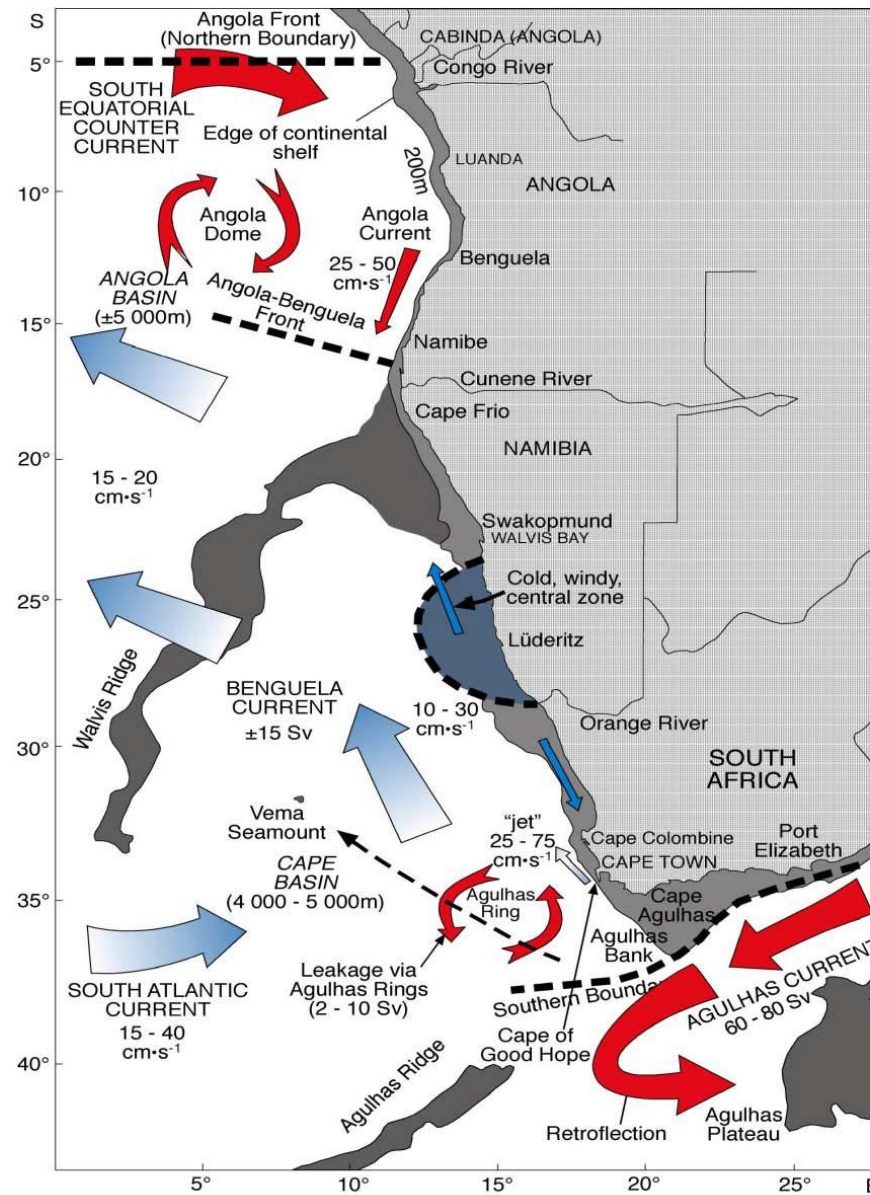 S
Angola Front
(Northern Boundary)
CABINDA (ANGOLA)
5°
Congo River
SOUTH
EQUATORIAL
COUNTER
CURRENT
Edge of continental
shelf
200m
LUANDA
ANGOLA
10°
Angola
Dome
Angola
Current
25 - 50
cm•s-1
Benguela
ANGOLA
BASIN
(±5 000m)
Angola-Benguela
Front
15°
Namibe
Cunene River
Cape Frio
NAMIBIA
20°
15 - 20
cm•s-1
Swakopmund
WALVIS BAY
Cold, windy,
central zone
25°
Lüderitz
Walvis Ridge
BENGUELA
CURRENT
±15 Sv
10 - 30
cm•s-1
Orange River
30°
SOUTH
AFRICA
Vema
Seamount
"jet"
25 - 75
cm•s-1
Cape Colombine
CAPE TOWN
Port
Elizabeth
CAPE
BASIN
(4 000 - 5 000m)
35°
Agulhas
Ring
Cape
Agulhas
Agulhas
Bank
Leakage via
Agulhas Rings
(2 - 10 Sv)
SOUTH ATLANTIC
CURRENT
15 - 40
cm•s-1
Southern Bounda
AGULHAS CURRENT
60 - 80 Sv
Cape of
Good Hope
40°
Agulhas Ridge
Retroflection
Agulhas
Plateau
5°
10°
15°
20°
25°
E